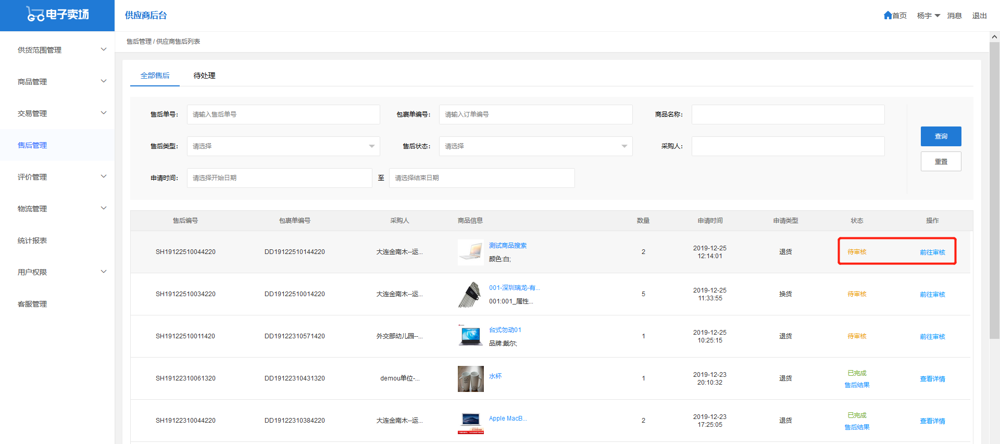 电子卖场
供应商后台
首页 杨宇 消息 退出
售后管理 / 供应商售后列表
供货范围管理
商品管理
交易管理
售后管理
评价管理
物流管理
统计报表
用户权限
客服管理
全部售后 待处理
售后单号： 请输入售后单号 包裹单编号： 请输入订单编号 商品名称：
售后类型： 请选择 售后状态： 请选择 采购人：
申请时间： 请选择开始日期 至 请选择结束日期
查询
重置
售后编号 包裹单编号 采购人 商品信息 数量 申请时间 申请类型 状态 操作
SH19122510044220 DD19122510144220 大连金南木--运... 测试商品搜索 颜色:白; 2 2019-12-25 12:14:01 退货 待审核 前往审核
SH19122510034220 DD19122510014220 大连金南木--运... 001-深圳瑞龙-有... 001:001_属性... 5 2019-12-25 11:33:55 换货 待审核 前往审核
SH19122510011420 DD19122310571420 外交部幼儿园--... 台式勿动01 品牌:戴尔; 1 2019-12-25 10:25:15 退货 待审核 前往审核
SH19122310061320 DD19122310431320 demou单位-... 水杯 1 2019-12-23 20:10:32 退货 已完成 售后结果 查看详情
SH19122310044220 DD19122310384220 大连金南木--运... Apple MacB... 2 2019-12-23 17:25:05 退货 已完成 售后结果 查看详情